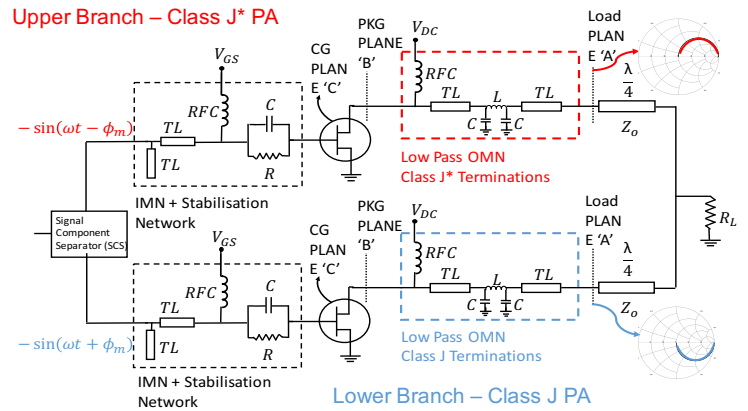 Upper Branch – Class J* PA
V_GS
RFC
C
TL
TL
R
− sin(ωt − ϕ_m)
IMN + Stabilisation
Network
CG
PLAN
E 'C'
PKG
PLANE
'B'
V_DC
RFC
TL
L
TL
C
C
Low Pass OMN
Class J* Terminations
Load
PLAN
E 'A'
λ
4
Z_o
Signal
Component
Separator (SCS)
R_L
V_GS
RFC
C
TL
TL
R
− sin(ωt + ϕ_m)
IMN + Stabilisation
Network
CG
PLAN
E 'C'
PKG
PLANE
'B'
V_DC
RFC
TL
L
TL
C
C
Low Pass OMN
Class J Terminations
Load
PLAN
E 'A'
λ
4
Z_o
Lower Branch – Class J PA